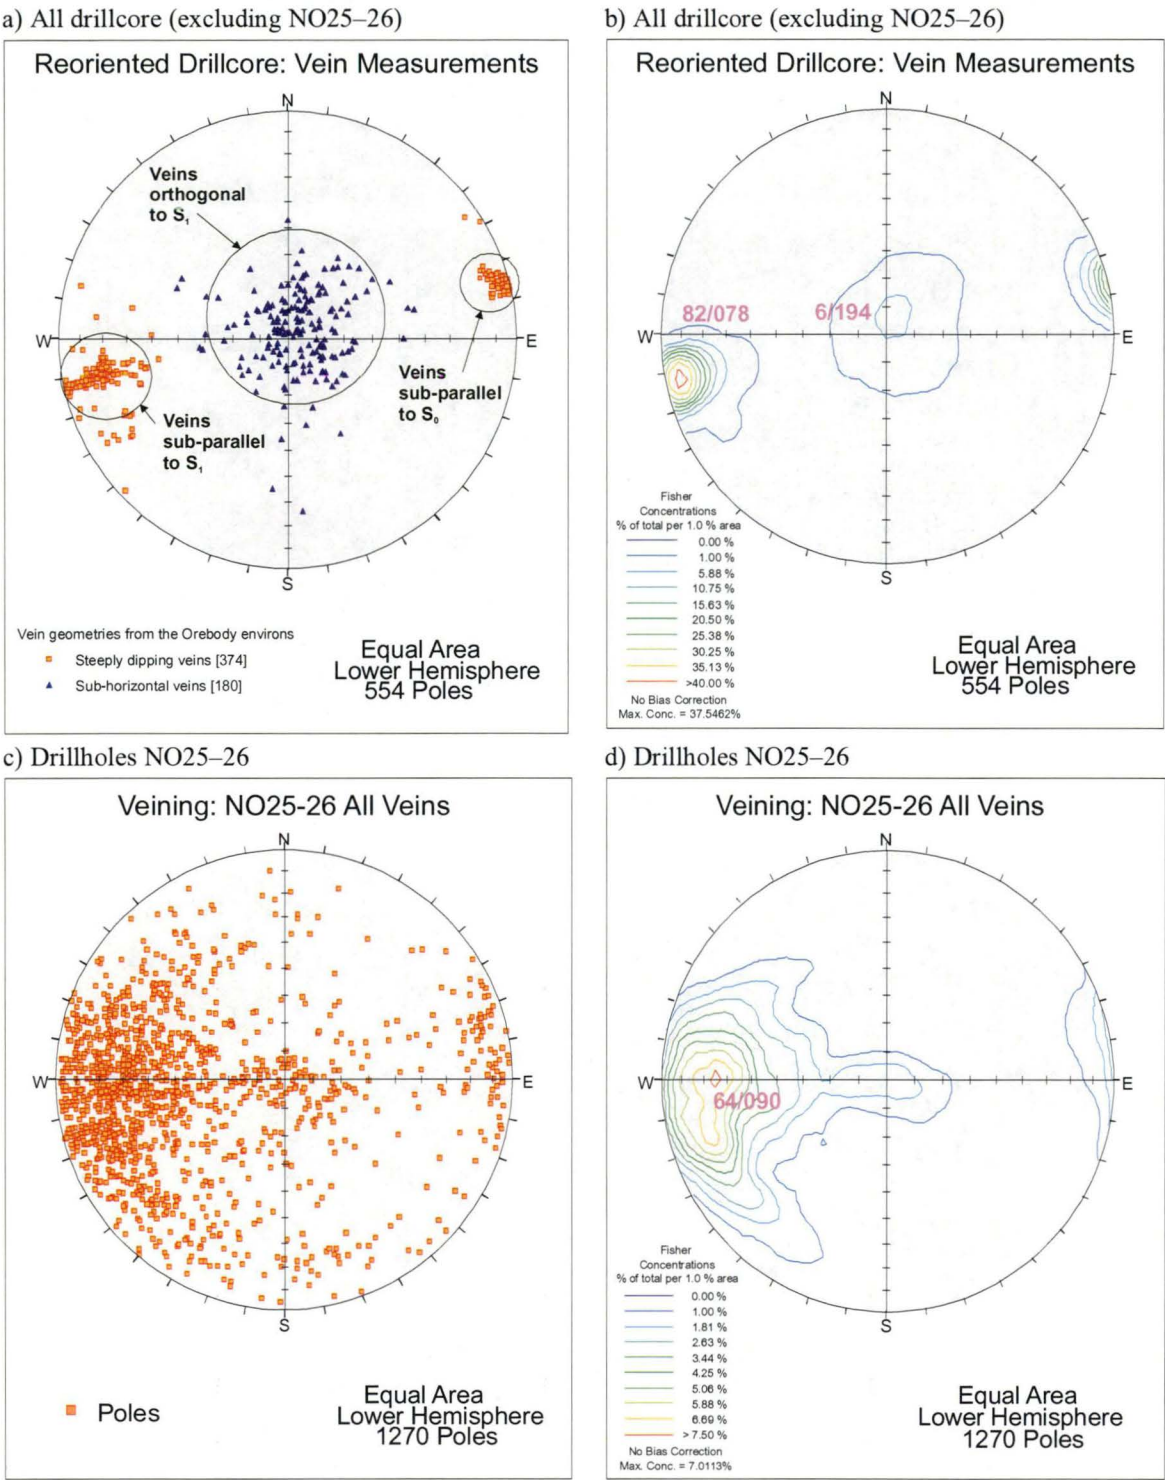 a) All drillcore (excluding NO25–26)
Reoriented Drillcore: Vein Measurements
N
Veins
orthogonal
to S₁
W
E
Veins
sub-parallel
to S₀
Veins
sub-parallel
to S₁
S
Vein geometries from the Orebody environs
Steeply dipping veins [374]
Sub-horizontal veins [180]
Equal Area
Lower Hemisphere
554 Poles
b) All drillcore (excluding NO25–26)
Reoriented Drillcore: Vein Measurements
N
82/078
6/194
W
E
S
Fisher
Concentrations
% of total per 1.0 % area
0.00 %
1.00 %
5.88 %
10.75 %
15.63 %
20.50 %
25.38 %
30.25 %
35.13 %
>40.00 %
No Bias Correction
Max. Conc. = 37.5462%
Equal Area
Lower Hemisphere
554 Poles
c) Drillholes NO25–26
Veining: NO25-26 All Veins
N
W
E
S
Poles
Equal Area
Lower Hemisphere
1270 Poles
d) Drillholes NO25–26
Veining: NO25-26 All Veins
N
W
E
64/090
S
Fisher
Concentrations
% of total per 1.0 % area
0.00 %
1.00 %
1.81 %
2.63 %
3.44 %
4.25 %
5.06 %
5.88 %
6.69 %
> 7.50 %
No Bias Correction
Max. Conc. = 7.0113%
Equal Area
Lower Hemisphere
1270 Poles